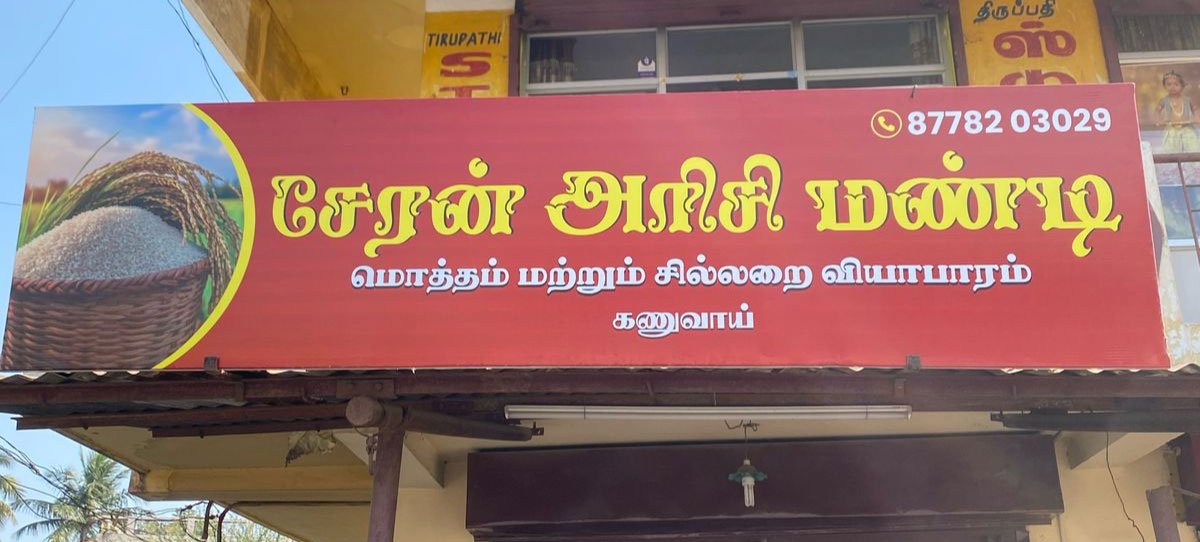 TIRUPATHI
திருப்பதி
87782 03029
சேரன் அரிசி மண்டி
மொத்தம் மற்றும் சில்லறை வியாபாரம்
கணுவாய்